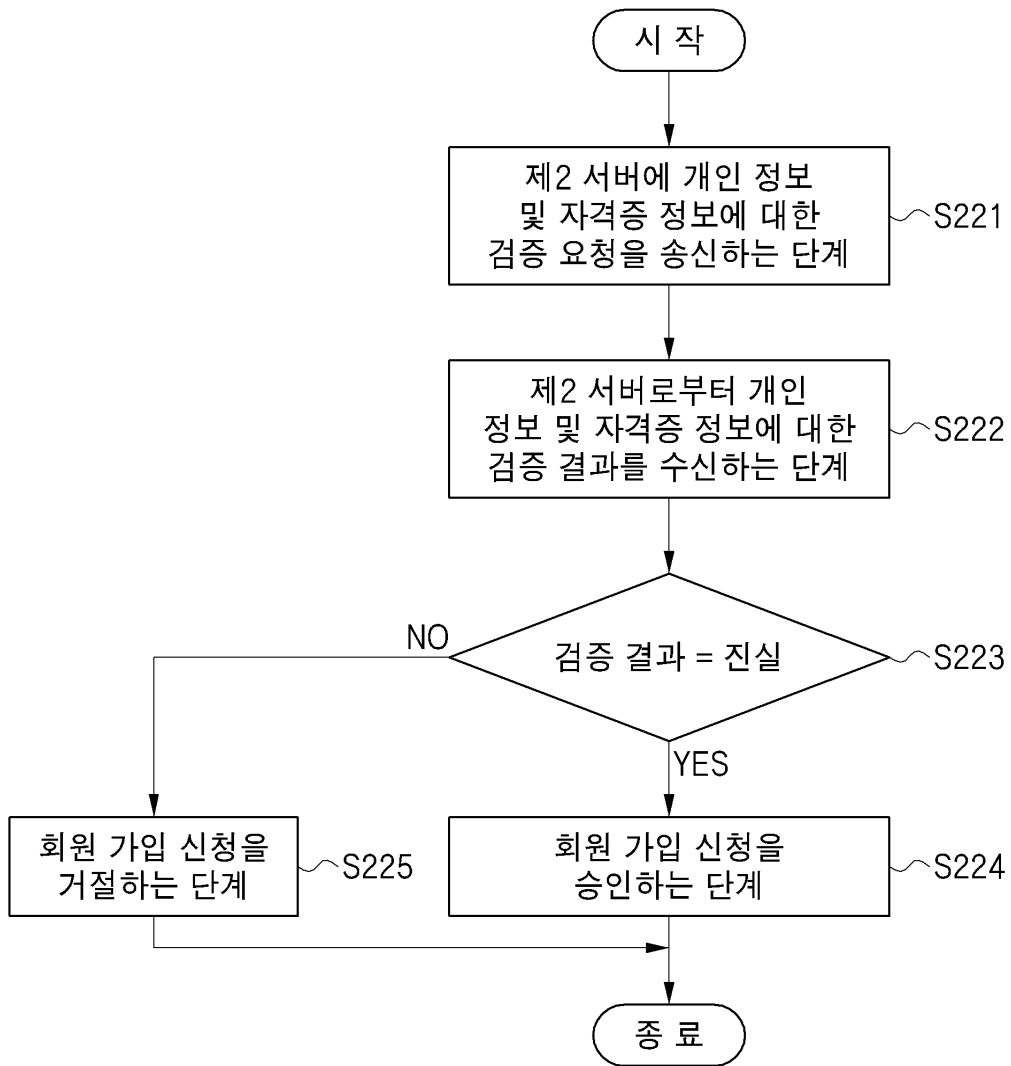 시 작
제2 서버에 개인 정보
및 자격증 정보에 대한
검증 요청을 송신하는 단계
S221
제2 서버로부터 개인
정보 및 자격증 정보에 대한
검증 결과를 수신하는 단계
S222
NO
검증 결과 = 진실
S223
YES
회원 가입 신청을
거절하는 단계
S225
회원 가입 신청을
승인하는 단계
S224
종 료